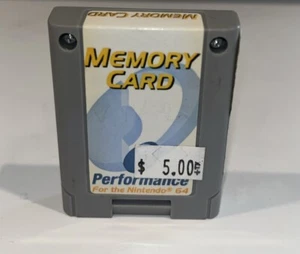 MEMORY CARD
MEMORY
CARD
$ 5.00
Performance
For the Nintendo® 64